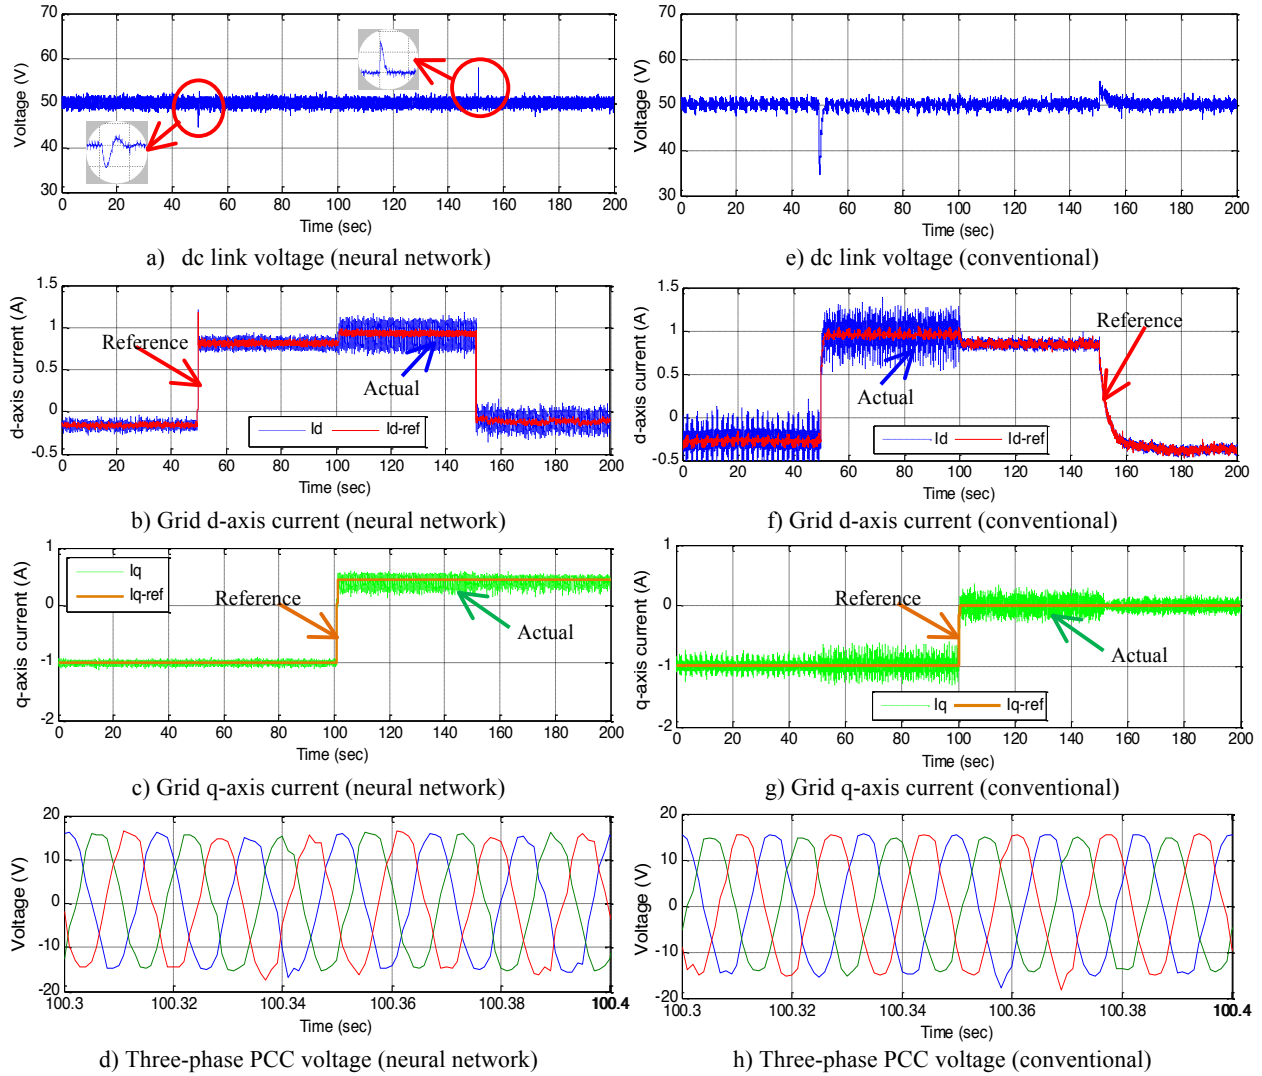 70
60
50
40
30
Voltage (V)
0 20 40 60 80 100 120 140 160 180 200
Time (sec)
a) dc link voltage (neural network)
70
60
50
40
30
Voltage (V)
0 20 40 60 80 100 120 140 160 180 200
Time (sec)
e) dc link voltage (conventional)
1.5
1
0.5
0
-0.5
d-axis current (A)
Reference
Actual
Id Id-ref
0 20 40 60 80 100 120 140 160 180 200
Time (sec)
b) Grid d-axis current (neural network)
1.5
1
0.5
0
-0.5
d-axis current (A)
Reference
Actual
Id Id-ref
0 20 40 60 80 100 120 140 160 180 200
Time (sec)
f) Grid d-axis current (conventional)
1
0
-1
-2
q-axis current (A)
Iq
Iq-ref
Reference
Actual
0 20 40 60 80 100 120 140 160 180 200
Time (sec)
c) Grid q-axis current (neural network)
1
0
-1
-2
q-axis current (A)
Reference
Actual
Iq Iq-ref
0 20 40 60 80 100 120 140 160 180 200
Time (sec)
g) Grid q-axis current (conventional)
20
10
0
-10
-20
Voltage (V)
100.3 100.32 100.34 100.36 100.38 100.4
Time (sec)
d) Three-phase PCC voltage (neural network)
20
10
0
-10
-20
Voltage (V)
100.3 100.32 100.34 100.36 100.38 100.4
Time (sec)
h) Three-phase PCC voltage (conventional)